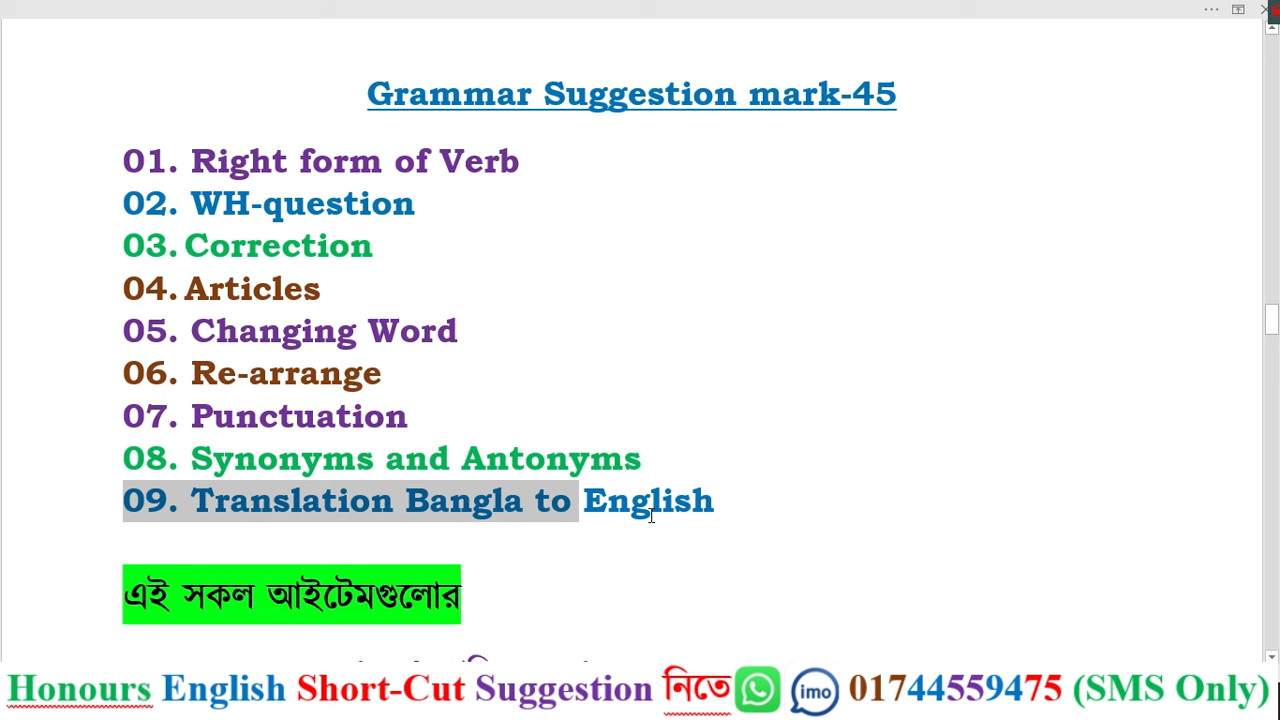 Grammar Suggestion mark-45
01. Right form of Verb
02. WH-question
03. Correction
04. Articles
05. Changing Word
06. Re-arrange
07. Punctuation
08. Synonyms and Antonyms
09. Translation Bangla to English
এই সকল আইটেমগুলোর
Honours English Short-Cut Suggestion নিতে imo 01744559475 (SMS Only)